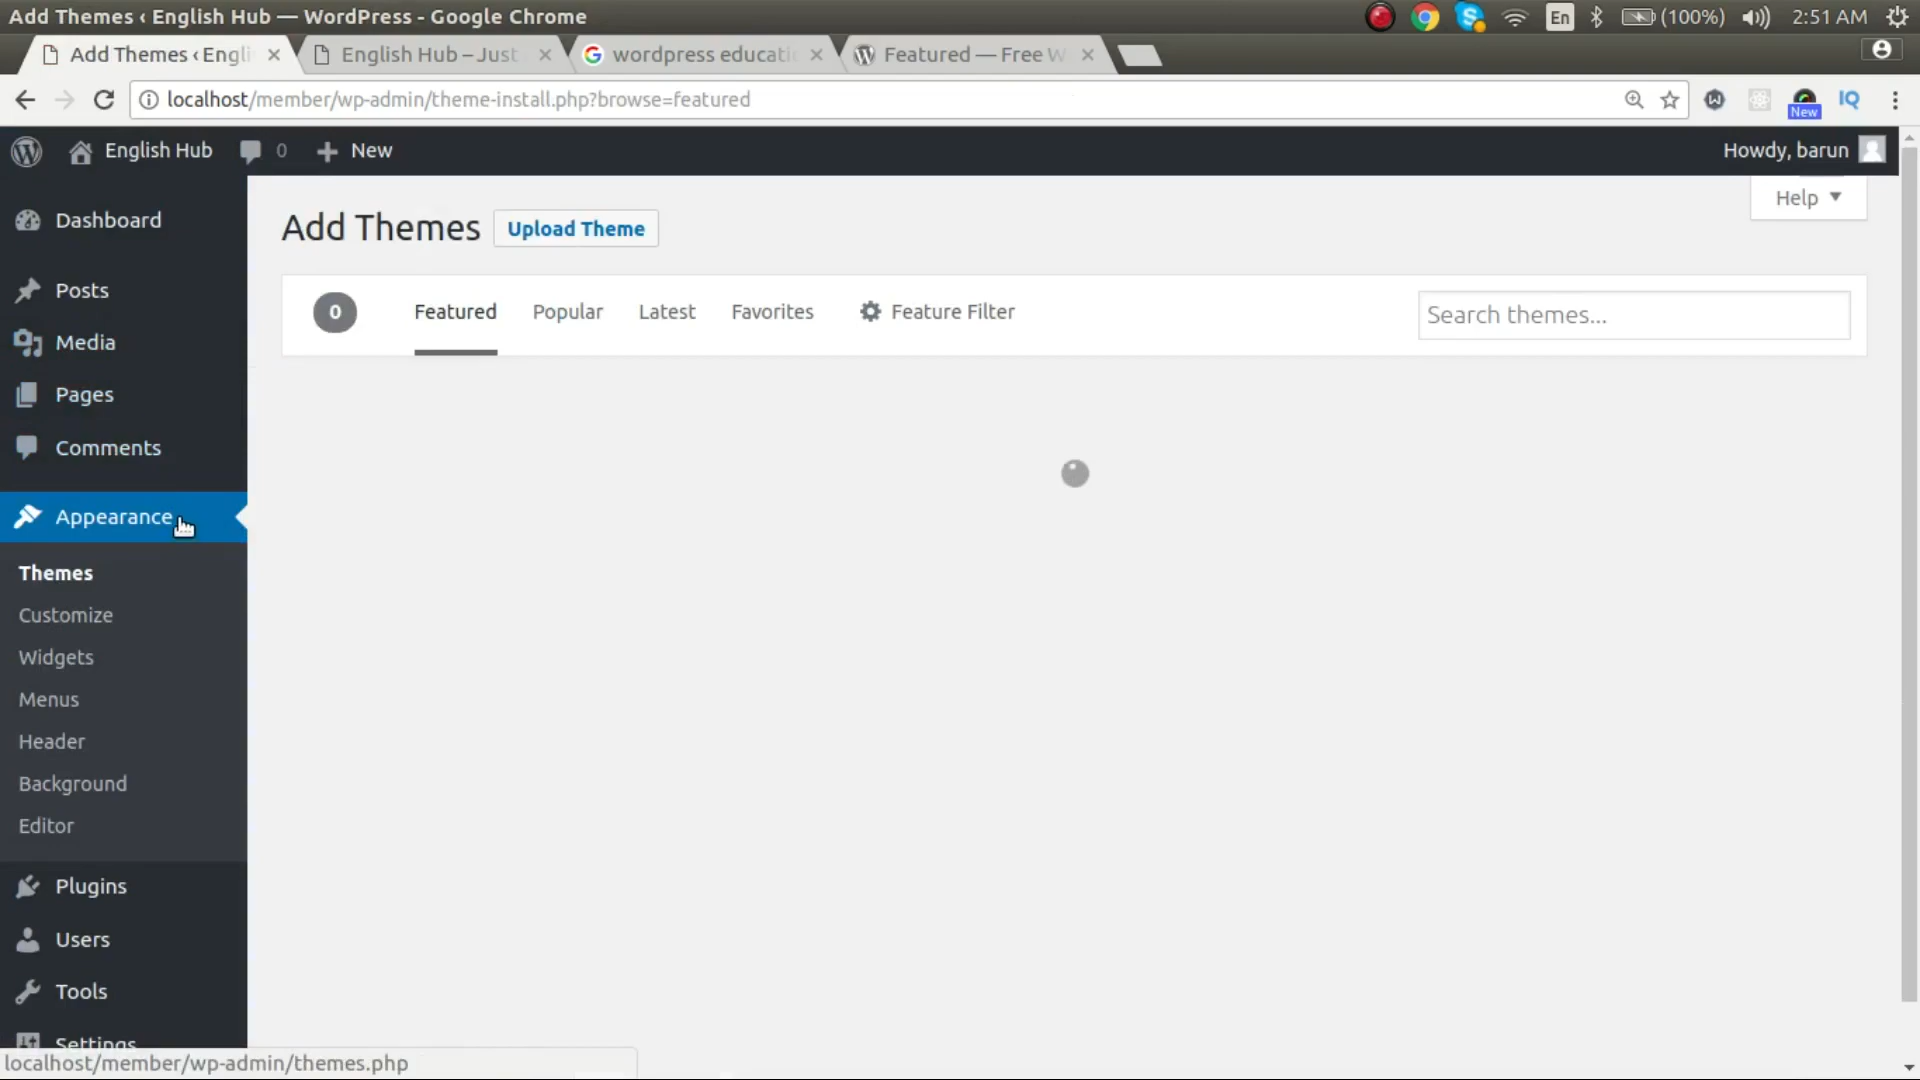 Add Themes ‹ English Hub — WordPress - Google Chrome
En
(100%)
2:51 AM
Add Themes ‹ Engli
English Hub – Just
wordpress educati
Featured — Free W
localhost/member/wp-admin/theme-install.php?browse=featured
New
IQ
English Hub
0
New
Howdy, barun
Help
Dashboard
Posts
Media
Pages
Comments
Appearance
Themes
Customize
Widgets
Menus
Header
Background
Editor
Plugins
Users
Tools
Settings
Add Themes
Upload Theme
0
Featured
Popular
Latest
Favorites
Feature Filter
Search themes...
localhost/member/wp-admin/themes.php